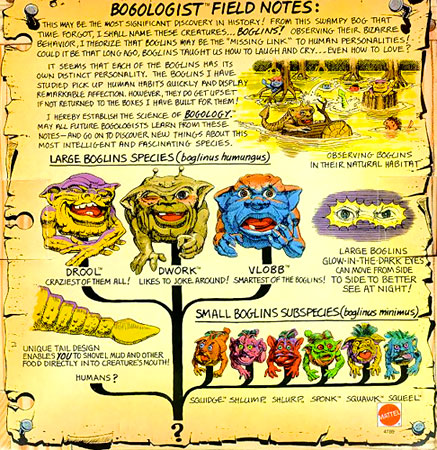 BOGOLOGIST™ FIELD NOTES:
THIS MAY BE THE MOST SIGNIFICANT DISCOVERY IN HISTORY! FROM THIS SWAMPY BOG THAT
TIME FORGOT, I SHALL NAME THESE CREATURES... BOGLINS! OBSERVING THEIR BIZARRE
BEHAVIOR, I THEORIZE THAT BOGLINS MAY BE THE "MISSING LINK" TO HUMAN PERSONALITIES!
COULD IT BE THAT LONG AGO, BOGLINS TAUGHT US HOW TO LAUGH AND CRY...EVEN HOW TO LOVE?
IT SEEMS THAT EACH OF THE BOGLINS HAS ITS
OWN DISTINCT PERSONALITY. THE BOGLINS I HAVE
STUDIED PICK UP HUMAN HABITS QUICKLY AND DISPLAY
REMARKABLE AFFECTION. HOWEVER, THEY DO GET UPSET
IF NOT RETURNED TO THE BOXES I HAVE BUILT FOR THEM!
I HEREBY ESTABLISH THE SCIENCE OF BOGOLOGY.™
MAY ALL FUTURE BOGOLOGISTS LEARN FROM THESE
NOTES—AND GO ON TO DISCOVER NEW THINGS ABOUT THIS
MOST INTELLIGENT AND FASCINATING SPECIES.
OBSERVING BOGLINS
IN THEIR NATURAL HABITAT
LARGE BOGLINS SPECIES (boglinus humungus)
DROOL™
CRAZIEST OF THEM ALL!
DWORK™
LIKES TO JOKE AROUND!
VLOBB™
SMARTEST OF THE BOGLINS!
LARGE BOGLINS
GLOW-IN-THE-DARK EYES
CAN MOVE FROM SIDE
TO SIDE TO BETTER
SEE AT NIGHT!
UNIQUE TAIL DESIGN
ENABLES YOU TO SHOVEL MUD AND OTHER
FOOD DIRECTLY INTO CREATURE'S MOUTH!
SMALL BOGLINS SUBSPECIES (boglinus minimus)
HUMANS?
SQUIDGE™ SHLUMP™ SHLURP™ SPONK™ SQUAWK™ SQUEEL™
?
MATTEL
4789